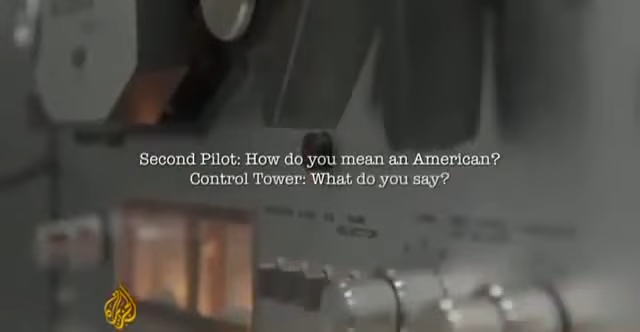 Second Pilot: How do you mean an American?
Control Tower: What do you say?